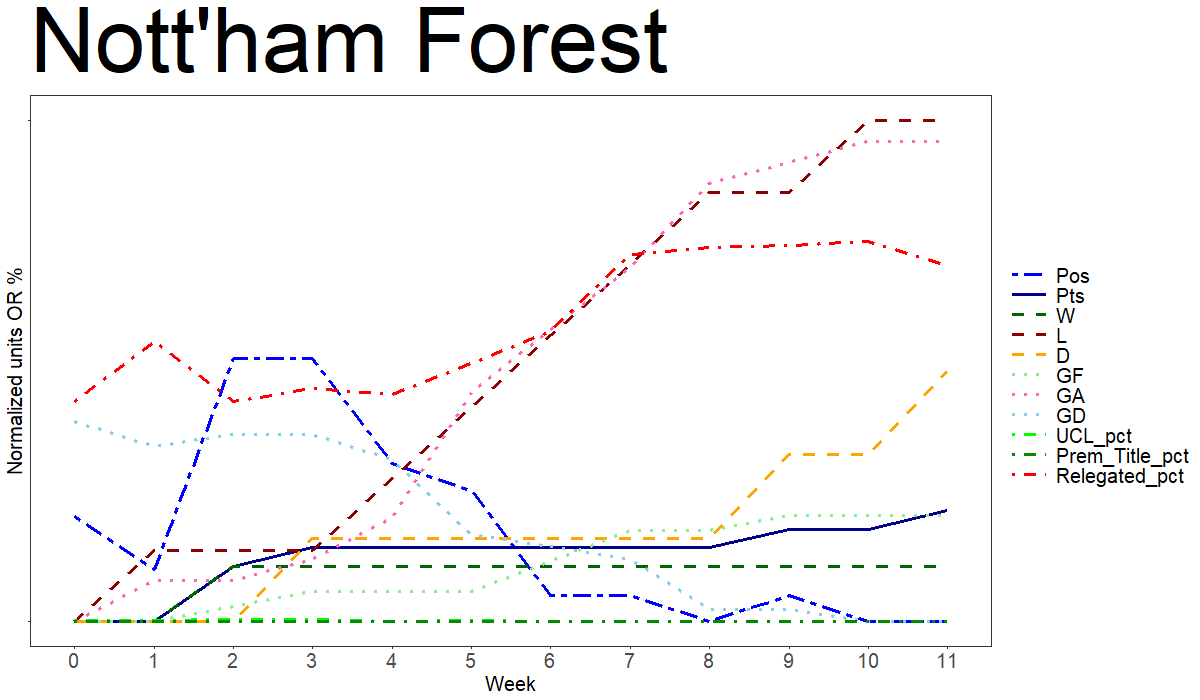 Nott'ham Forest
Normalized units OR %
0 1 2 3 4 5 6 7 8 9 10 11
Week
Pos
Pts
W
L
D
GF
GA
GD
UCL_pct
Prem_Title_pct
Relegated_pct